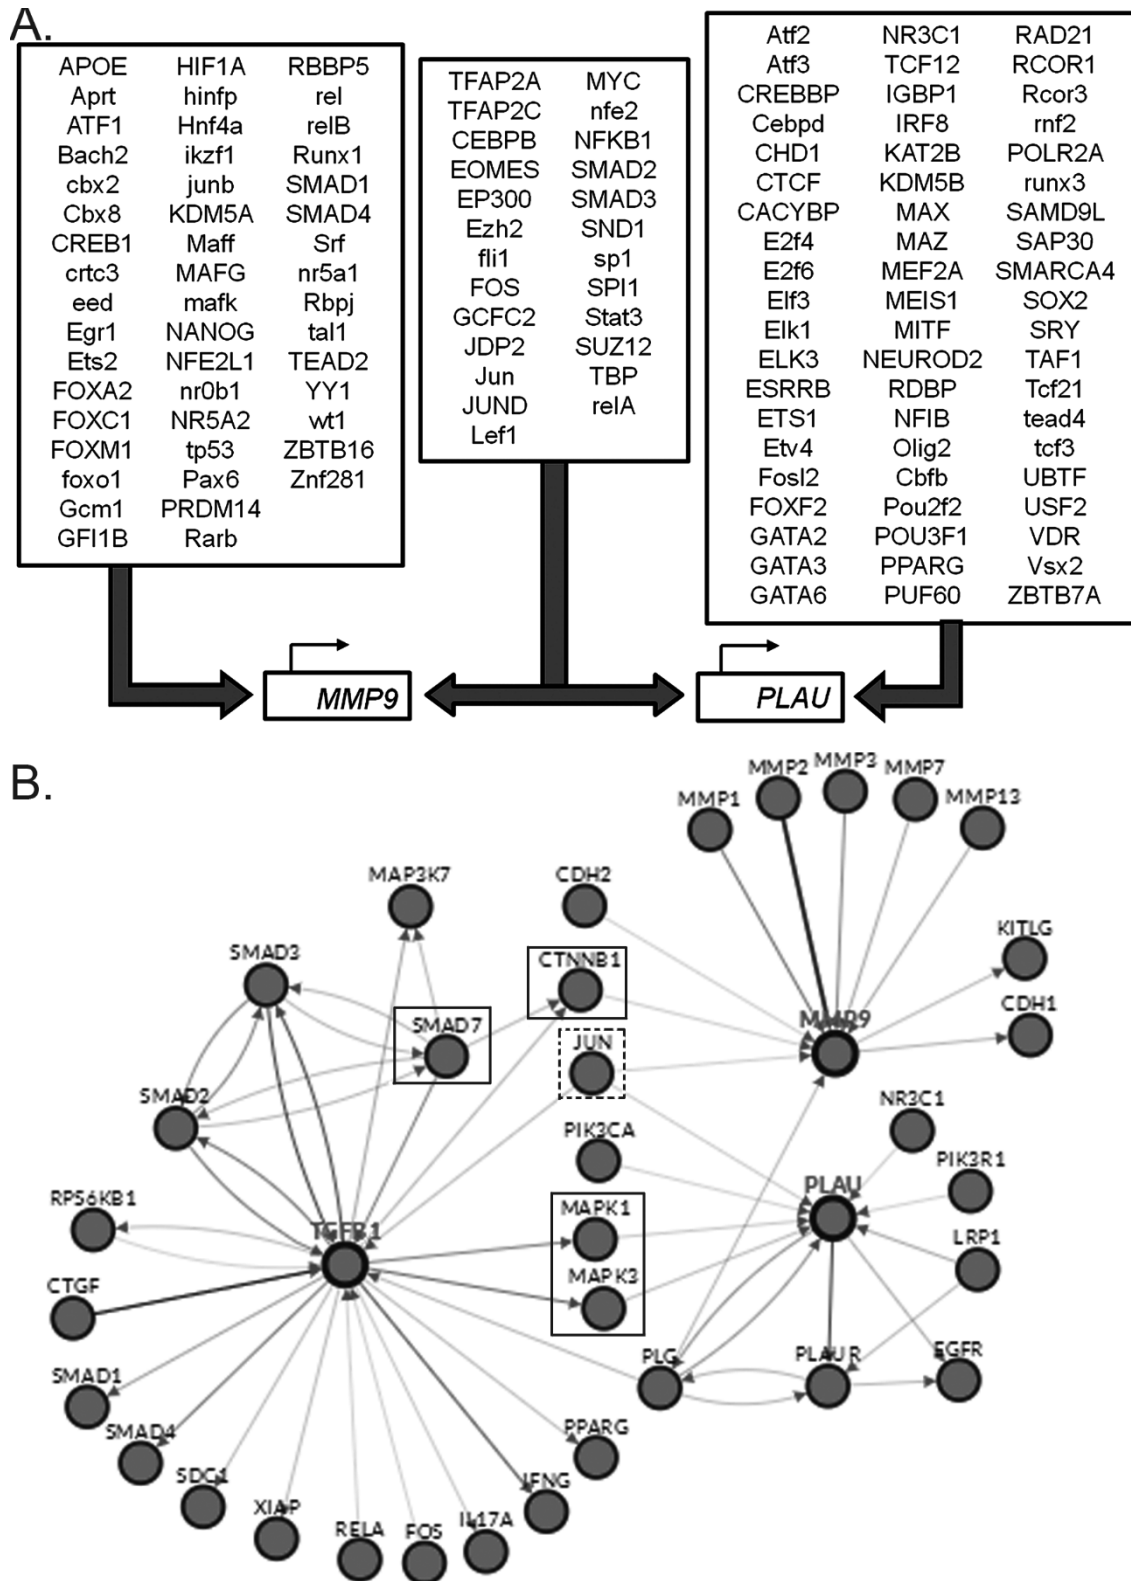 A.
APOE HIF1A RBBP5
Aprt hinfp rel
ATF1 Hnf4a relB
Bach2 ikzf1 Runx1
cbx2 junb SMAD1
Cbx8 KDM5A SMAD4
CREB1 Maff Srf
crtc3 MAFG nr5a1
eed mafk Rbpj
Egr1 NANOG tal1
Ets2 NFE2L1 TEAD2
FOXA2 nr0b1 YY1
FOXC1 NR5A2 wt1
FOXM1 tp53 ZBTB16
foxo1 Pax6 Znf281
Gcm1 PRDM14
GFI1B Rarb
TFAP2A MYC
TFAP2C nfe2
CEBPB NFKB1
EOMES SMAD2
EP300 SMAD3
Ezh2 SND1
fli1 sp1
FOS SPI1
GCFC2 Stat3
JDP2 SUZ12
Jun TBP
JUND relA
Lef1
Atf2 NR3C1 RAD21
Atf3 TCF12 RCOR1
CREBBP IGBP1 Rcor3
Cebpd IRF8 rnf2
CHD1 KAT2B POLR2A
CTCF KDM5B runx3
CACYBP MAX SAMD9L
E2f4 MAZ SAP30
E2f6 MEF2A SMARCA4
Elf3 MEIS1 SOX2
Elk1 MITF SRY
ELK3 NEUROD2 TAF1
ESRRB RDBP Tcf21
ETS1 NFIB tead4
Etv4 Olig2 tcf3
Fosl2 Cbfb UBTF
FOXF2 Pou2f2 USF2
GATA2 POU3F1 VDR
GATA3 PPARG Vsx2
GATA6 PUF60 ZBTB7A
MMP9
PLAU
B.
MMP1
MMP2
MMP3
MMP7
MMP13
MAP3K7
CDH2
KITLG
SMAD3
CTNNB1
CDH1
SMAD7
JUN
MMP9
SMAD2
NR3C1
PIK3CA
PIK3R1
RPS6KB1
MAPK1
PLAU
TGFB1
LRP1
CTGF
MAPK3
PLG
PLAUR
EGFR
SMAD1
SMAD4
PPARG
SDC1
IFNG
XIAP
RELA
FOS
IL17A